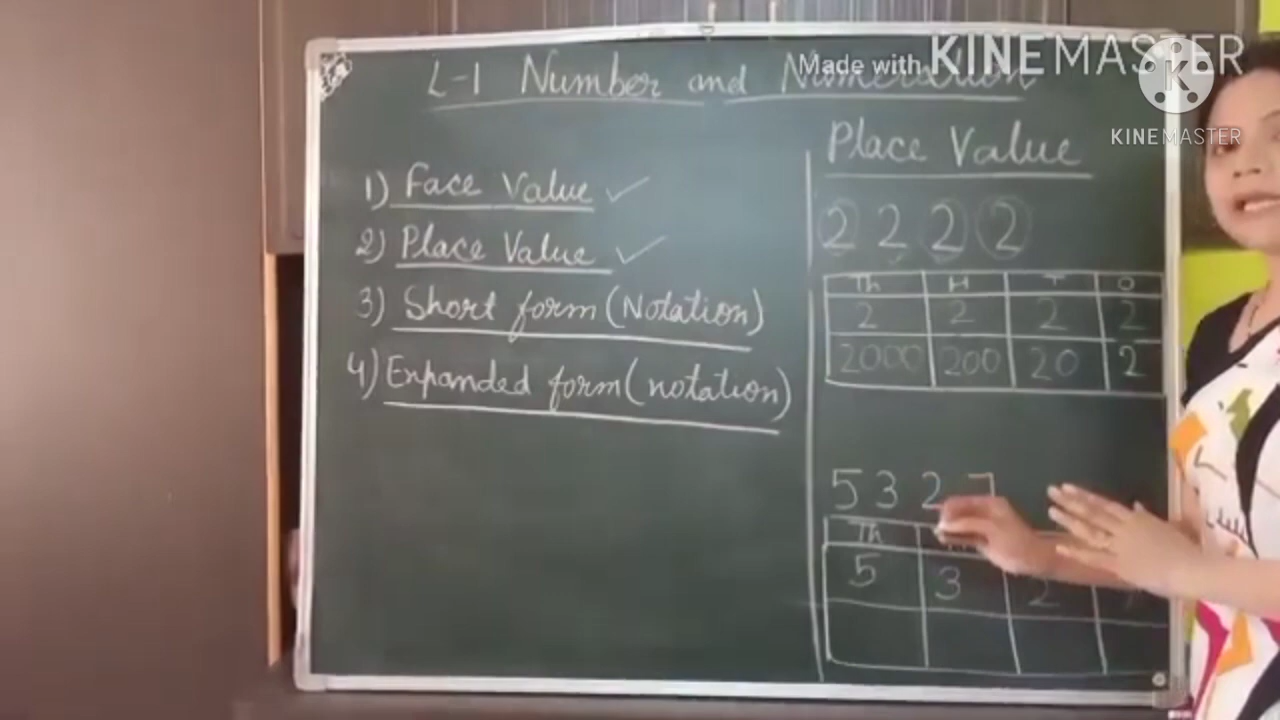 L-1 Number and Numeration
Made with KINEMASTER
KINEMASTER
1) Face Value ✓
2) Place Value ✓
3) Short form (Notation)
4) Expanded form (notation)
Place Value
2 2 2 2
Th H T O
2 2 2 2
2000 200 20 2
5 3 2 7
Th
5 3 2